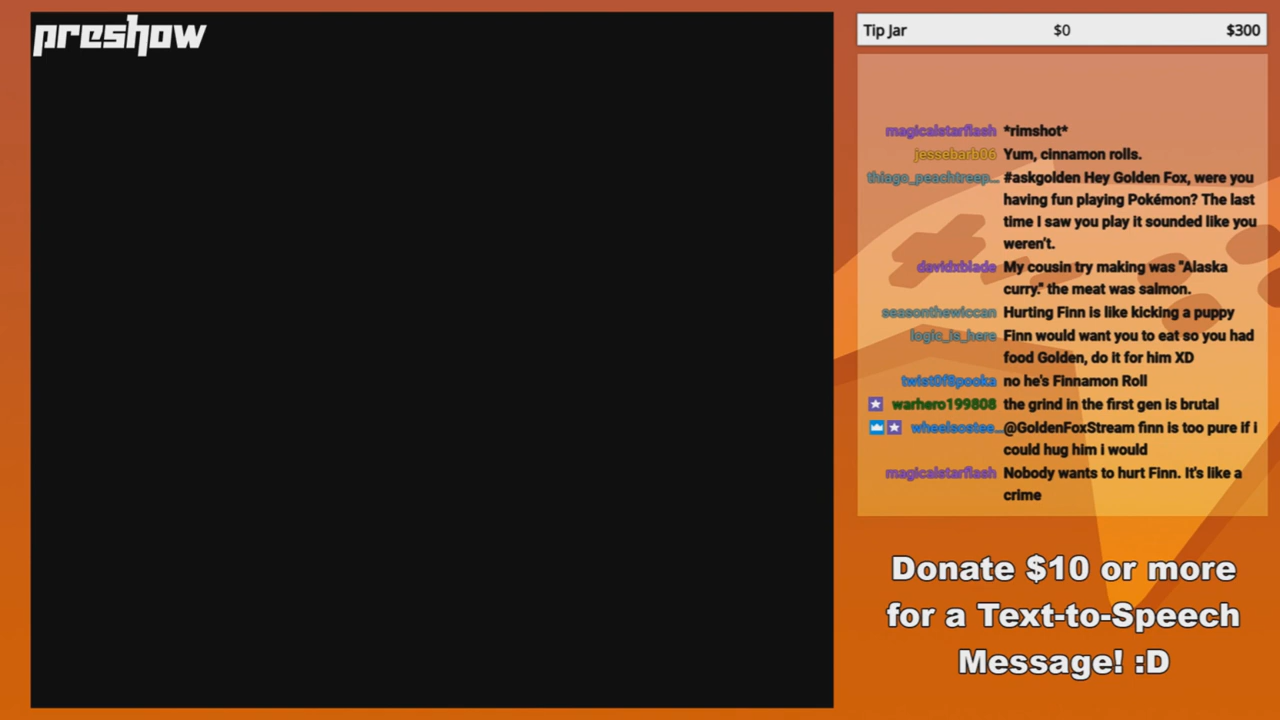 preshow
Tip Jar $0 $300
magicalstarflash *rimshot*
jessebarb06 Yum, cinnamon rolls.
thiago_peachtreep... #askgolden Hey Golden Fox, were you
having fun playing Pokémon? The last
time I saw you play it sounded like you
weren't.
davidxblade My cousin try making was "Alaska
curry." the meat was salmon.
seasonthewiccan Hurting Finn is like kicking a puppy
logic_is_here Finn would want you to eat so you had
food Golden, do it for him XD
twist0f8pooka no he's Finnamon Roll
warhero199808 the grind in the first gen is brutal
wheelsostee... @GoldenFoxStream finn is too pure if i
could hug him i would
magicalstarflash Nobody wants to hurt Finn. It's like a
crime
Donate $10 or more
for a Text-to-Speech
Message! :D